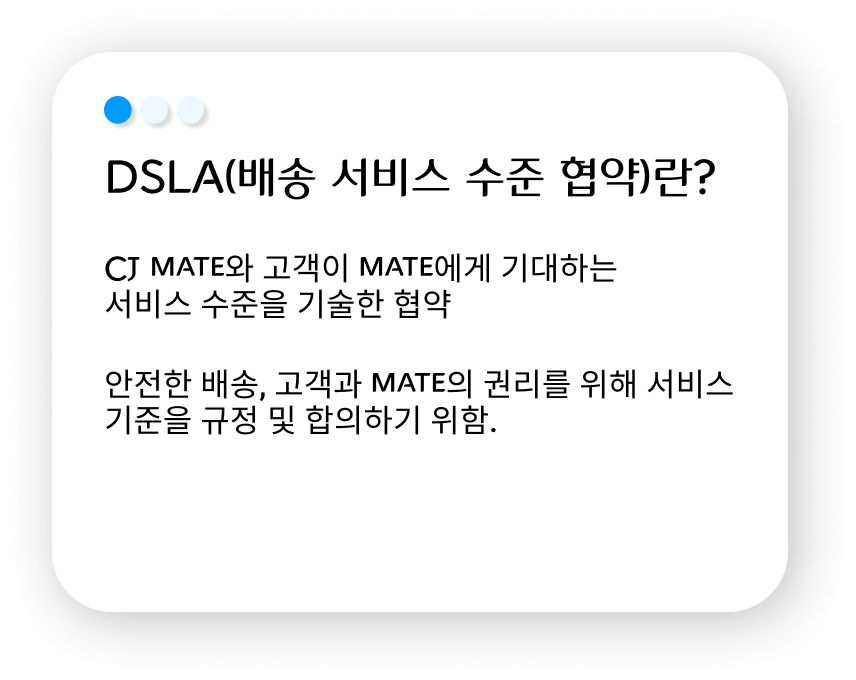 DSLA(배송 서비스 수준 협약)란?
CJ MATE와 고객이 MATE에게 기대하는
서비스 수준을 기술한 협약
안전한 배송, 고객과 MATE의 권리를 위해 서비스
기준을 규정 및 합의하기 위함.